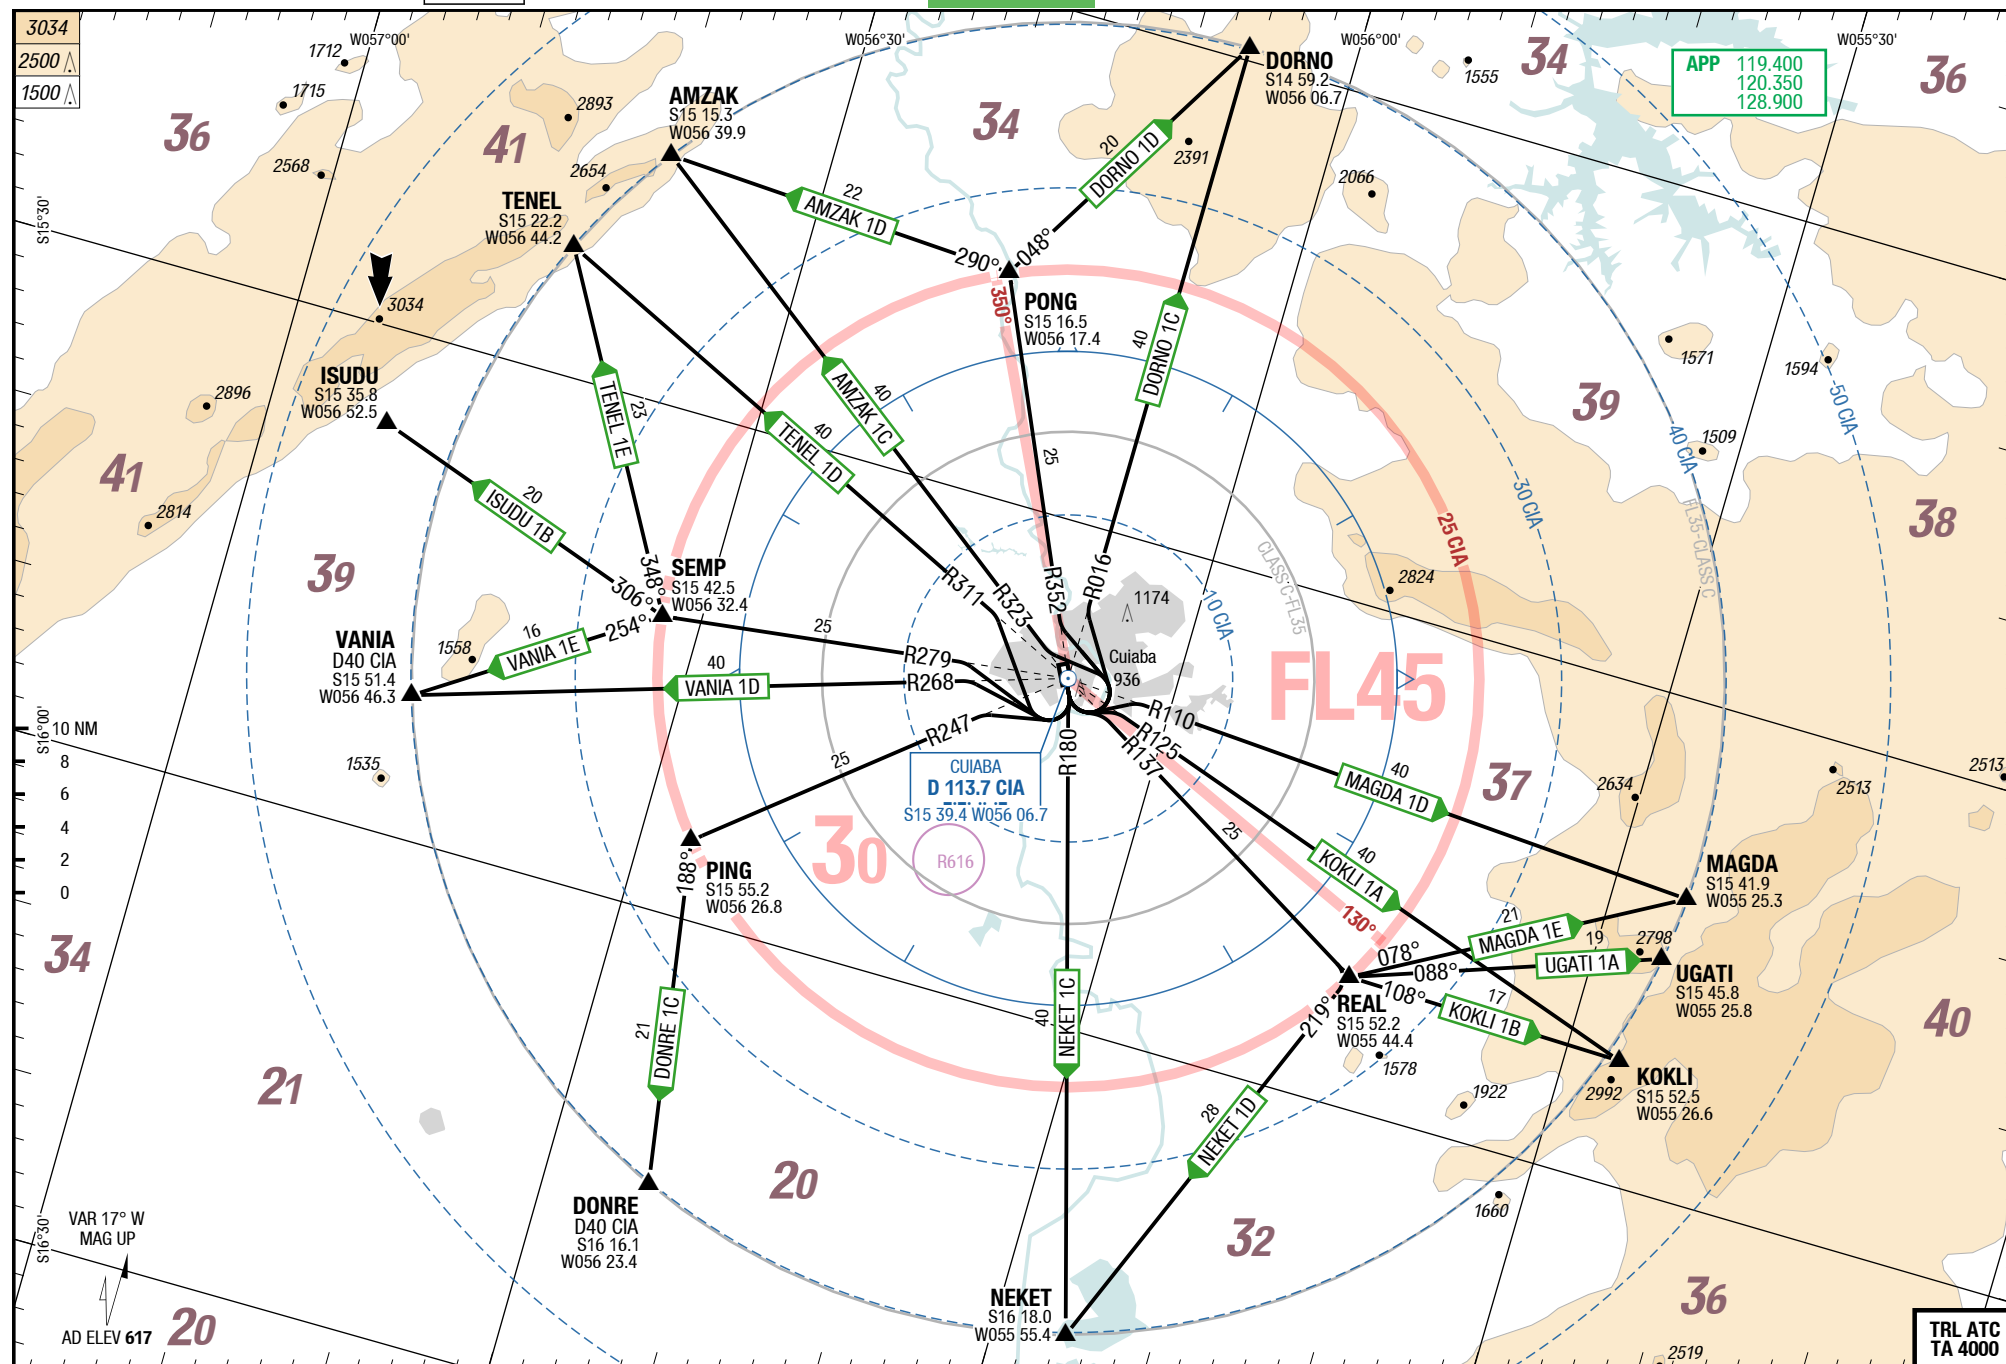 3034
2500
1500
W057°00'
W056°30'
W056°00'
W055°30'
S15°30'
S16°00'
S16°30'
APP 119.400
120.350
128.900
36
41
34
34
36
39
38
41
39
37
40
34
21
20
32
36
20
30
FL45
1712
1715
2568
2893
2654
3034
2896
2814
1558
1535
2391
1555
2066
1571
1594
1509
2824
2634
2513
2513
2798
2992
1578
1922
1660
2519
1174
936
Cuiaba
AMZAK
S15 15.3
W056 39.9
TENEL
S15 22.2
W056 44.2
ISUDU
S15 35.8
W056 52.5
DORNO
S14 59.2
W056 06.7
PONG
S15 16.5
W056 17.4
SEMP
S15 42.5
W056 32.4
VANIA
D40 CIA
S15 51.4
W056 46.3
PING
S15 55.2
W056 26.8
DONRE
D40 CIA
S16 16.1
W056 23.4
NEKET
S16 18.0
W055 55.4
REAL
S15 52.2
W055 44.4
MAGDA
S15 41.9
W055 25.3
UGATI
S15 45.8
W055 25.8
KOKLI
S15 52.5
W055 26.6
CUIABA
D 113.7 CIA
S15 39.4 W056 06.7
R616
22
AMZAK 1D
290°
048°
20
DORNO 1D
40
DORNO 1C
350°
25
40
AMZAK 1C
40
TENEL 1D
23
TENEL 1E
348°
20
ISUDU 1B
306°
16
VANIA 1E
254°
25
40
VANIA 1D
R311
R323
R352
R016
R279
R268
R247
R180
R110
R125
R137
25
188°
21
DONRE 1C
40
NEKET 1C
28
NEKET 1D
219°
25
130°
40
MAGDA 1D
40
KOKLI 1A
21
MAGDA 1E
078°
19
UGATI 1A
088°
17
KOKLI 1B
108°
10 CIA
25 CIA
30 CIA
40 CIA
50 CIA
CLASS C-FL35
FL35-CLASS C
10 NM
8
6
4
2
0
VAR 17° W
MAG UP
AD ELEV 617
TRL ATC
TA 4000